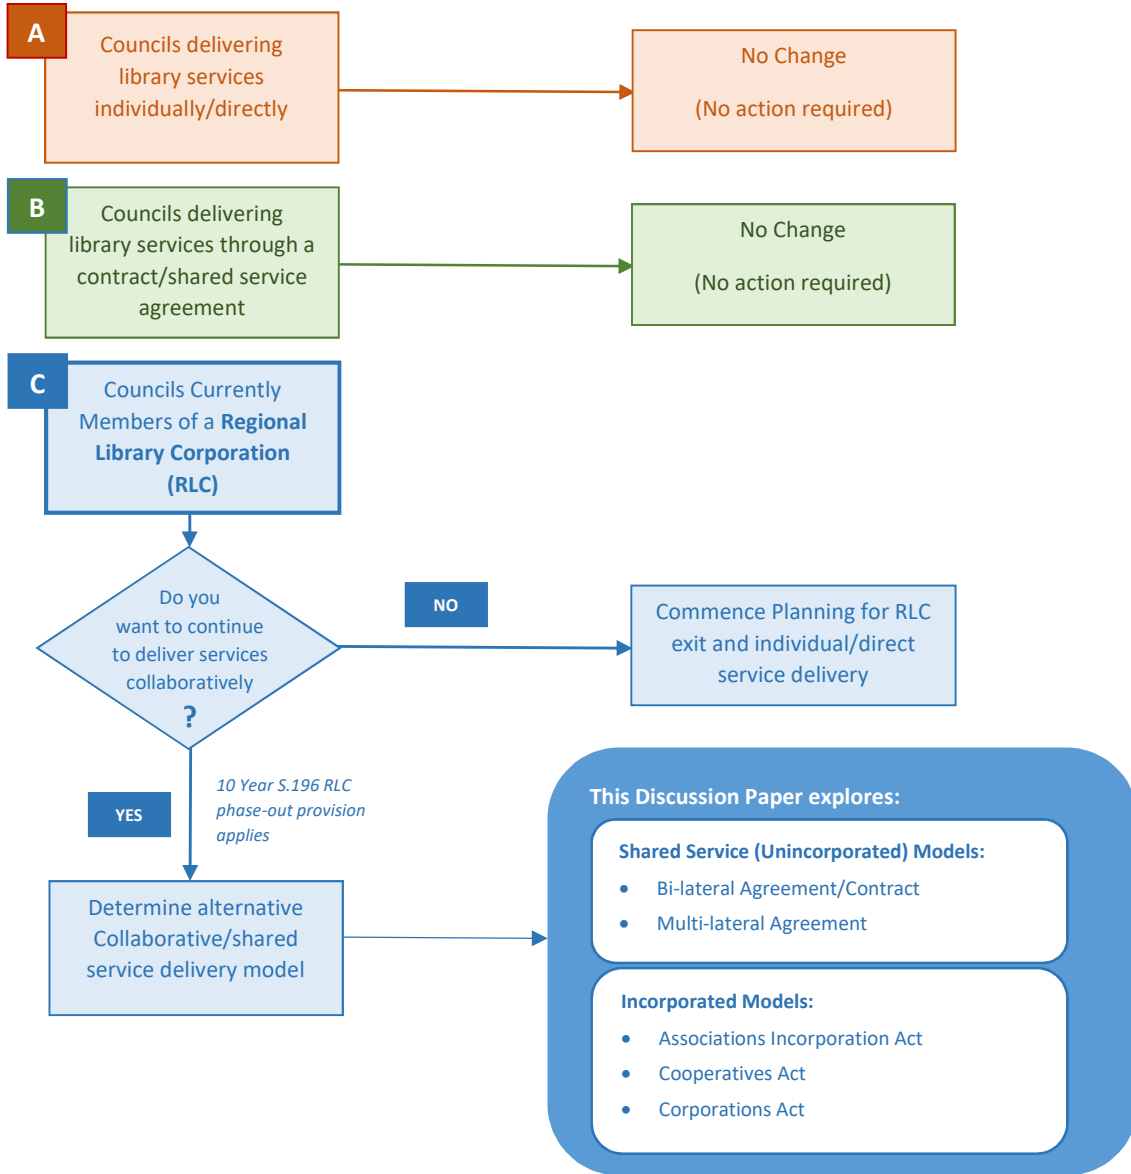 A
Councils delivering
library services
individually/directly
No Change
(No action required)
B
Councils delivering
library services through a
contract/shared service
agreement
No Change
(No action required)
C
Councils Currently
Members of a Regional
Library Corporation
(RLC)
Do you
want to continue
to deliver services
collaboratively
?
NO
Commence Planning for RLC
exit and individual/direct
service delivery
YES
10 Year S.196 RLC
phase-out provision
applies
Determine alternative
Collaborative/shared
service delivery model
This Discussion Paper explores:
Shared Service (Unincorporated) Models:
• Bi-lateral Agreement/Contract
• Multi-lateral Agreement
Incorporated Models:
• Associations Incorporation Act
• Cooperatives Act
• Corporations Act